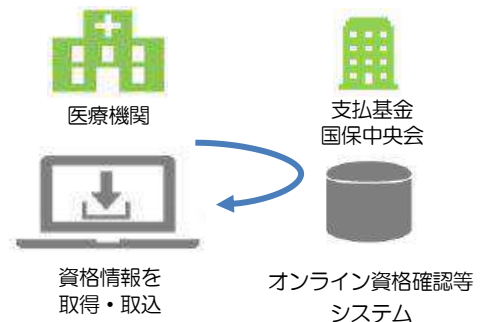 医療機関
支払基金
国保中央会
資格情報を
取得・取込
オンライン資格確認等
システム